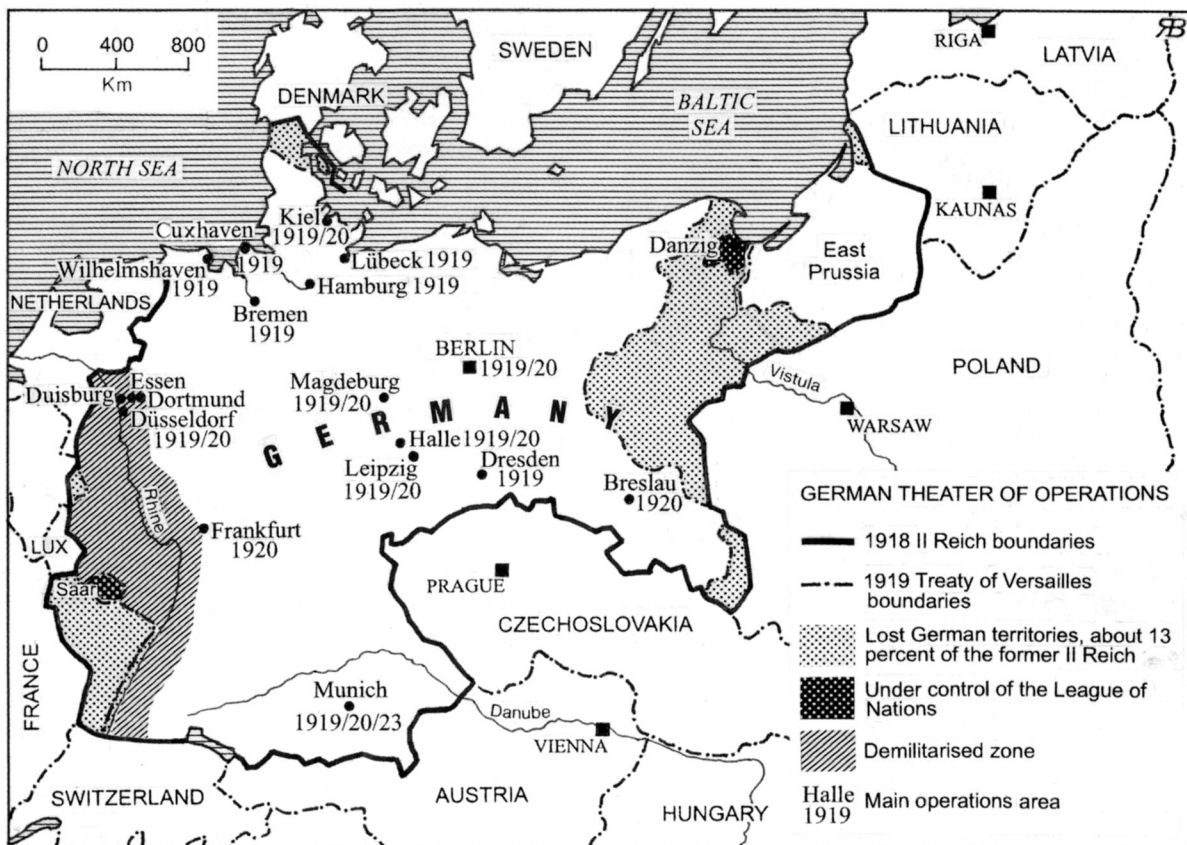 0 400 800
Km
SWEDEN
RIGA
LATVIA
RB
DENMARK
BALTIC
SEA
LITHUANIA
NORTH SEA
KAUNAS
Kiel
1919/20
Cuxhaven
1919
Danzig
East
Prussia
Wilhelmshaven
1919
Lübeck 1919
Hamburg 1919
NETHERLANDS
Bremen
1919
BERLIN
1919/20
POLAND
Vistula
Essen
Duisburg
Dortmund
Düsseldorf
1919/20
Magdeburg
1919/20
GERMANY
WARSAW
Halle 1919/20
Leipzig
1919/20
Dresden
1919
Breslau
1920
Rhine
Frankfurt
1920
LUX
Saar
PRAGUE
CZECHOSLOVAKIA
FRANCE
Munich
1919/20/23
Danube
VIENNA
SWITZERLAND
AUSTRIA
HUNGARY
GERMAN THEATER OF OPERATIONS
1918 II Reich boundaries
1919 Treaty of Versailles
boundaries
Lost German territories, about 13
percent of the former II Reich
Under control of the League of
Nations
Demilitarised zone
Halle
1919
Main operations area